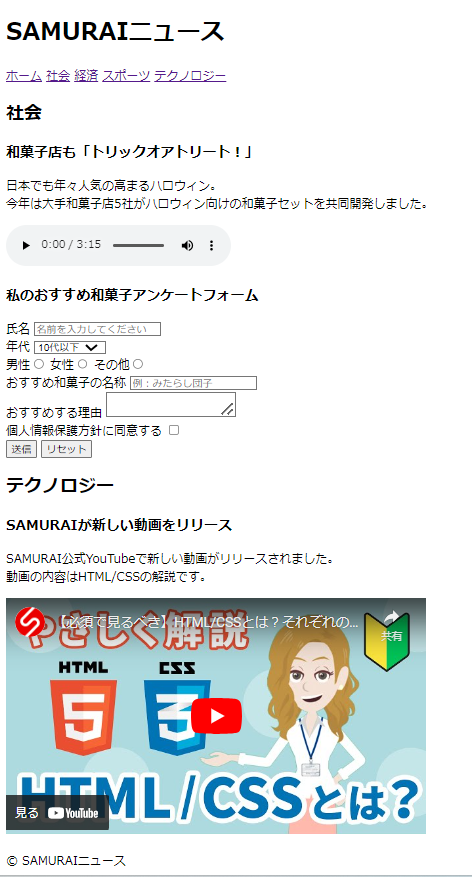 SAMURAIニュース
ホーム 社会 経済 スポーツ テクノロジー
社会
和菓子店も「トリックオアトリート！」
日本でも年々人気の高まるハロウィン。
今年は大手和菓子店5社がハロウィン向けの和菓子セットを共同開発しました。
0:00 / 3:15
私のおすすめ和菓子アンケートフォーム
氏名 名前を入力してください
年代 10代以下
男性 女性 その他
おすすめ和菓子の名称 例：みたらし団子
おすすめする理由
個人情報保護方針に同意する
送信 リセット
テクノロジー
SAMURAIが新しい動画をリリース
SAMURAI公式YouTubeで新しい動画がリリースされました。
動画の内容はHTML/CSSの解説です。
【必須で見るべき】HTML/CSSとは？それぞれの...
共有
やさしく解説
HTML CSS
5 3
HTML/CSSとは？
見る YouTube
© SAMURAIニュース